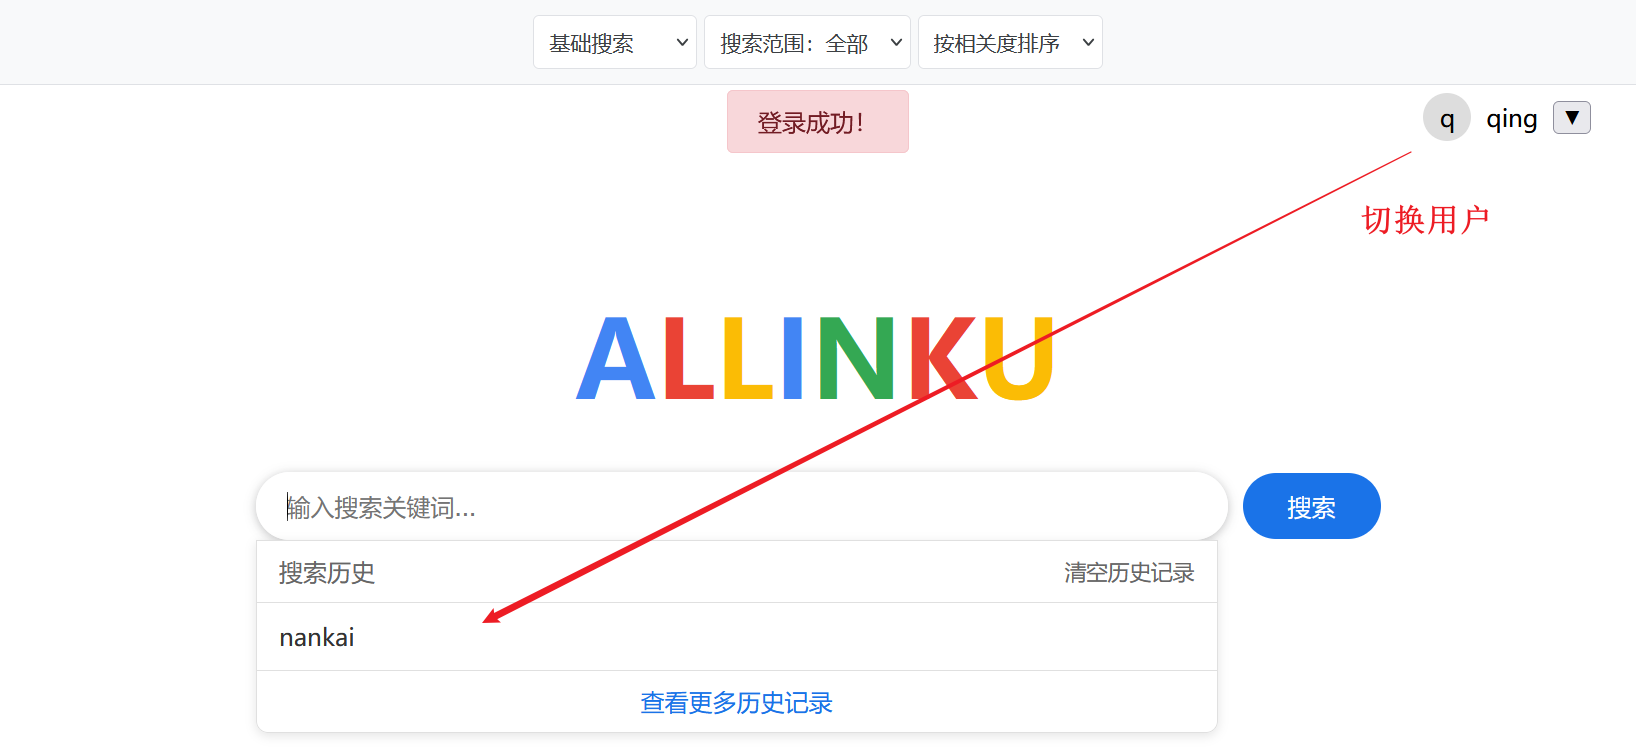 基础搜索 搜索范围：全部 按相关度排序
登录成功！
q qing ▼
切换用户
ALLINKU
输入搜索关键词...
搜索
搜索历史 清空历史记录
nankai
查看更多历史记录